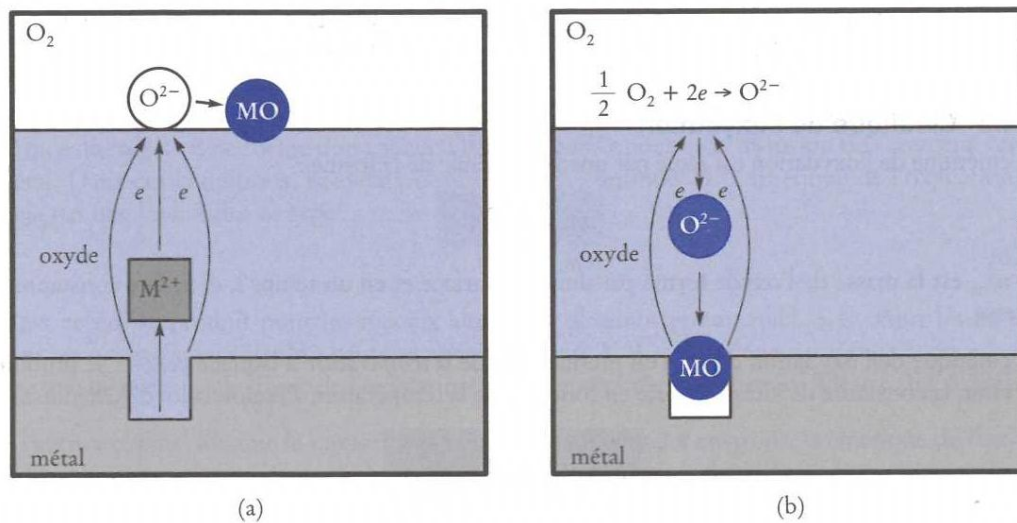 O₂
O²⁻
MO
e e
oxyde
M²⁺
métal
(a)
O₂
1/2 O₂ + 2e → O²⁻
e e
O²⁻
oxyde
MO
métal
(b)